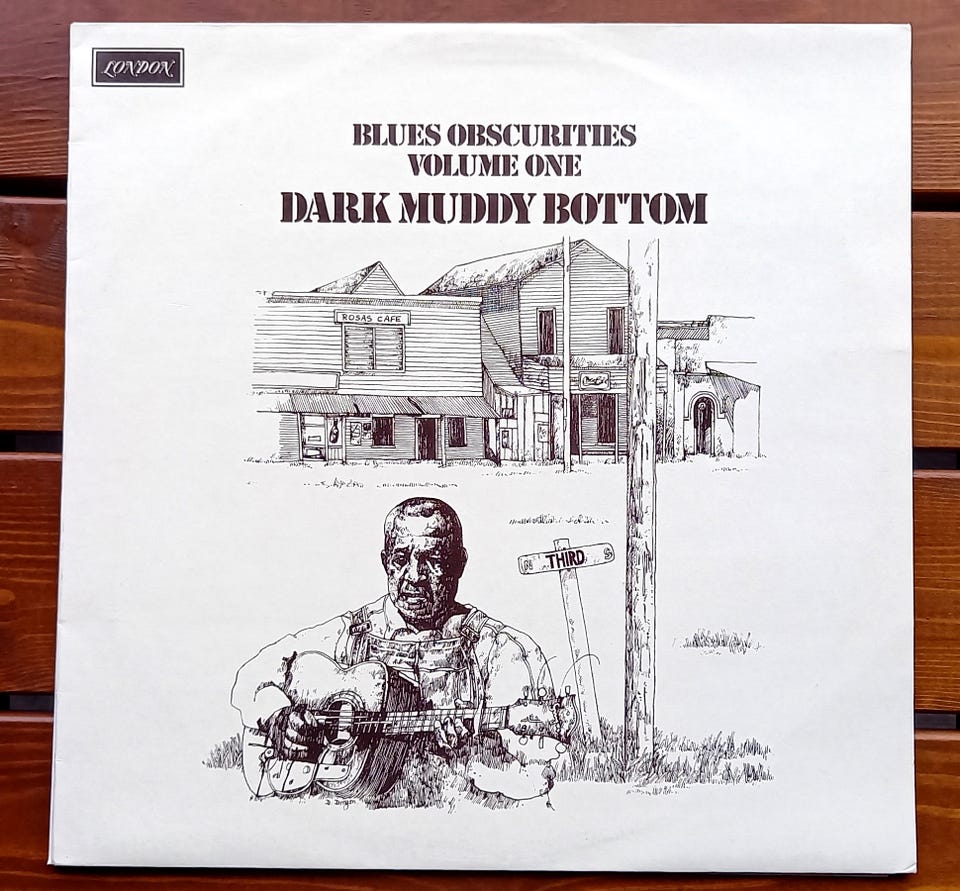 LONDON
BLUES OBSCURITIES
VOLUME ONE
DARK MUDDY BOTTOM
ROSAS CAFE
N THIRD S